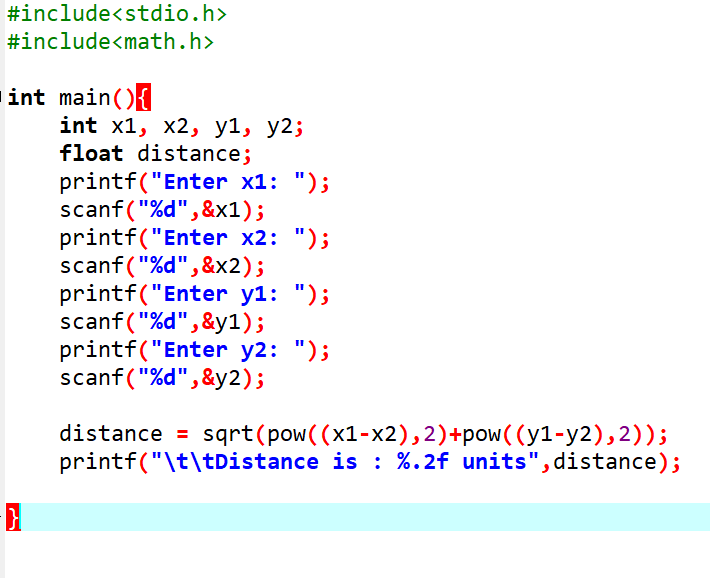 #include<stdio.h>
#include<math.h>
int main(){
int x1, x2, y1, y2;
float distance;
printf("Enter x1: ");
scanf("%d",&x1);
printf("Enter x2: ");
scanf("%d",&x2);
printf("Enter y1: ");
scanf("%d",&y1);
printf("Enter y2: ");
scanf("%d",&y2);
distance = sqrt(pow((x1-x2),2)+pow((y1-y2),2));
printf("\t\tDistance is : %.2f units",distance);
}